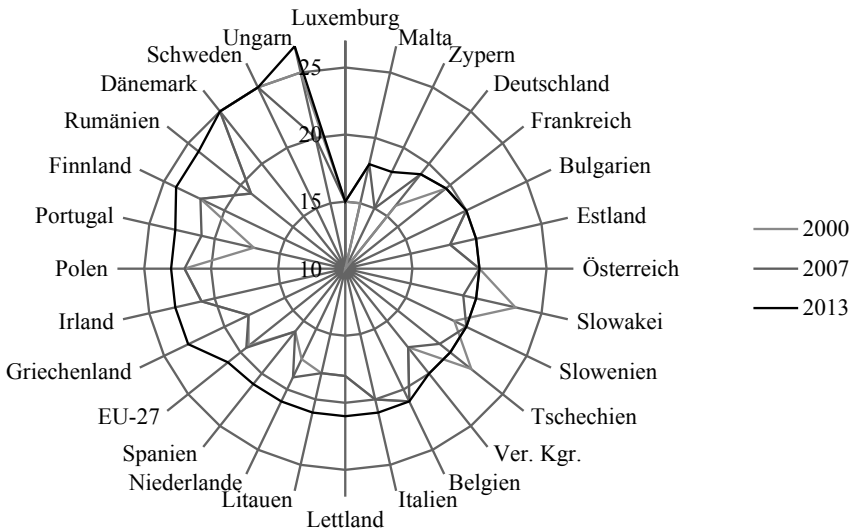 Luxemburg
Malta
Zypern
Deutschland
Frankreich
Bulgarien
Estland
Österreich
Slowakei
Slowenien
Tschechien
Ver. Kgr.
Belgien
Italien
Lettland
Litauen
Niederlande
Spanien
EU-27
Griechenland
Irland
Polen
Portugal
Finnland
Rumänien
Dänemark
Schweden
Ungarn
25
20
15
10
2000
2007
2013